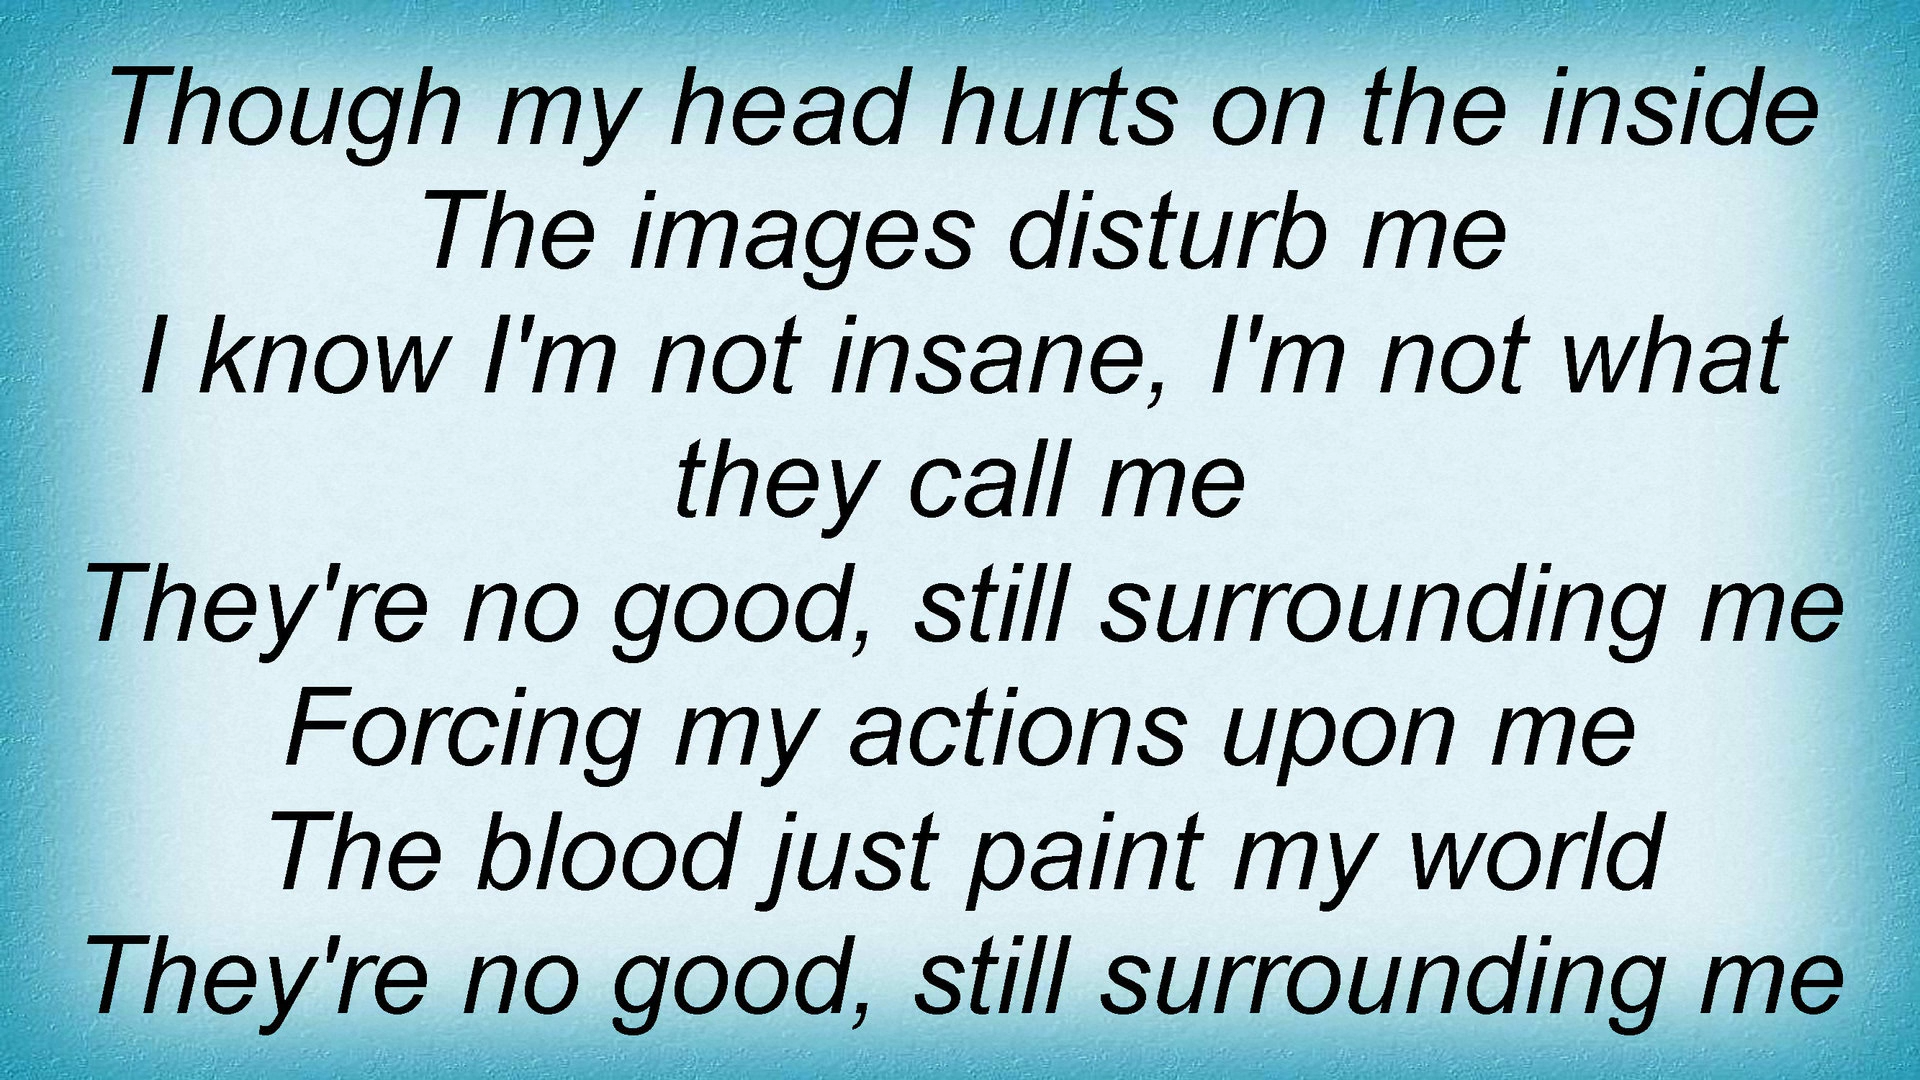 Though my head hurts on the inside
The images disturb me
I know I'm not insane, I'm not what
they call me
They're no good, still surrounding me
Forcing my actions upon me
The blood just paint my world
They're no good, still surrounding me